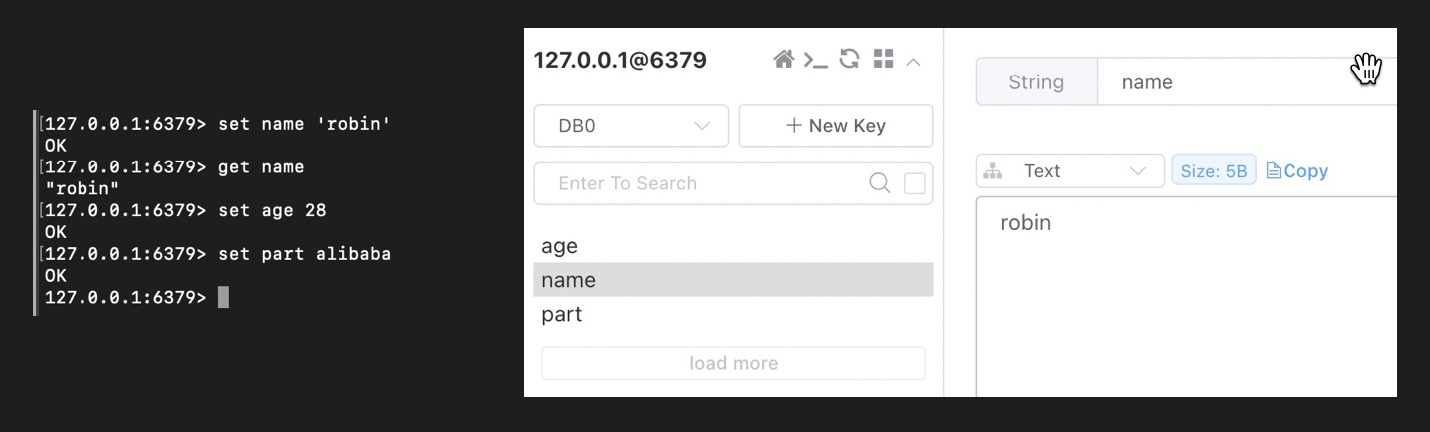 [127.0.0.1:6379> set name 'robin'
OK
[127.0.0.1:6379> get name
"robin"
[127.0.0.1:6379> set age 28
OK
[127.0.0.1:6379> set part alibaba
OK
127.0.0.1:6379>
127.0.0.1@6379
DB0
+ New Key
Enter To Search
age
name
part
load more
String name
Text Size: 5B Copy
robin